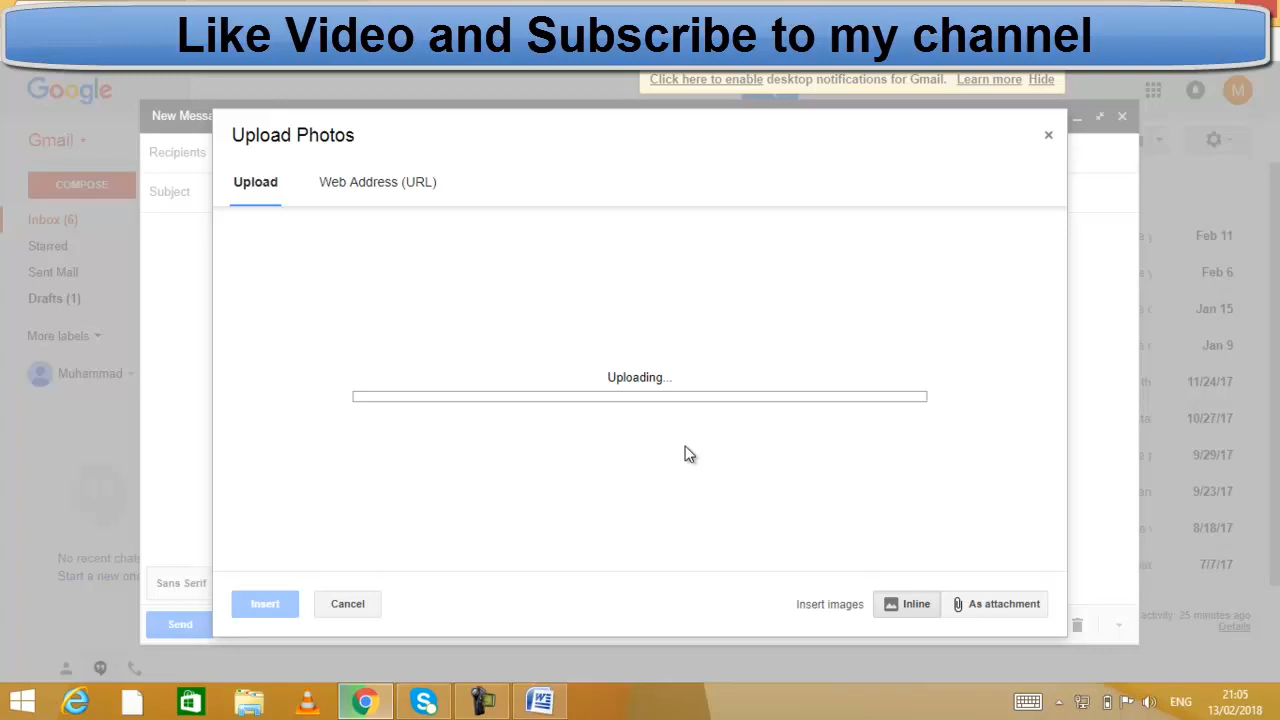 Like Video and Subscribe to my channel
Click here to enable desktop notifications for Gmail. Learn more Hide
Google
M
New Messa
Upload Photos
Gmail
Recipients
Upload Web Address (URL)
COMPOSE
Subject
Inbox (6)
Starred
Sent Mail
Drafts (1)
More labels
Muhammad
Feb 11
Feb 6
Jan 15
Jan 9
11/24/17
10/27/17
9/29/17
9/23/17
8/18/17
7/7/17
Uploading...
No recent chats
Start a new on
Sans Serif
Insert Cancel Insert images Inline As attachment
Send
activity: 25 minutes ago
Details
ENG
21:05
13/02/2018